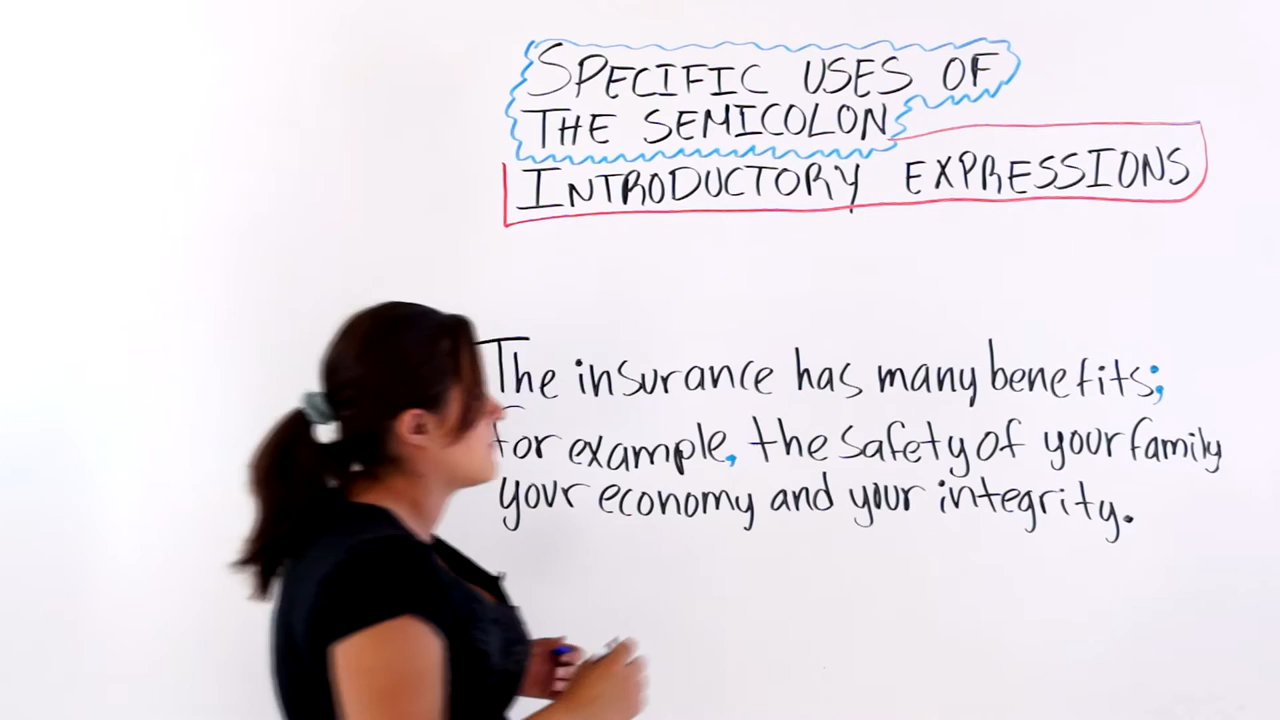 SPECIFIC USES OF
THE SEMICOLON
INTRODUCTORY EXPRESSIONS
The insurance has many benefits;
for example, the safety of your family
your economy and your integrity.